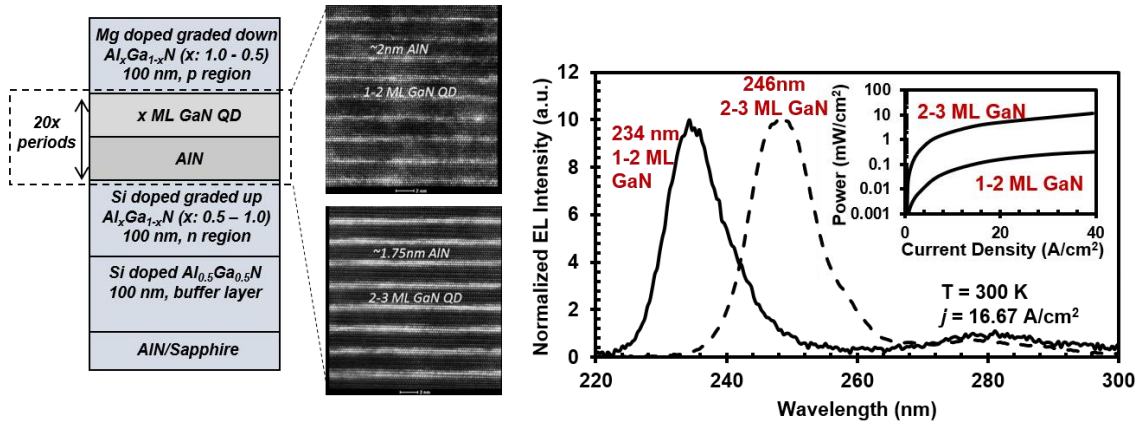 Mg doped graded down
AlxGa1-xN (x: 1.0 - 0.5)
100 nm, p region
x ML GaN QD
20x
periods
AlN
Si doped graded up
AlxGa1-xN (x: 0.5 – 1.0)
100 nm, n region
Si doped Al0.5Ga0.5N
100 nm, buffer layer
AlN/Sapphire
~2nm AlN
1-2 ML GaN QD
2 nm
~1.75nm AlN
2-3 ML GaN QD
2 nm
Normalized EL Intensity (a.u.)
12
10
8
6
4
2
0
220
240
260
280
300
Wavelength (nm)
234 nm
1-2 ML
GaN
246nm
2-3 ML GaN
Power (mW/cm2)
100
10
1
0.1
0.01
0.001
0
20
40
Current Density (A/cm2)
2-3 ML GaN
1-2 ML GaN
T = 300 K
j = 16.67 A/cm2